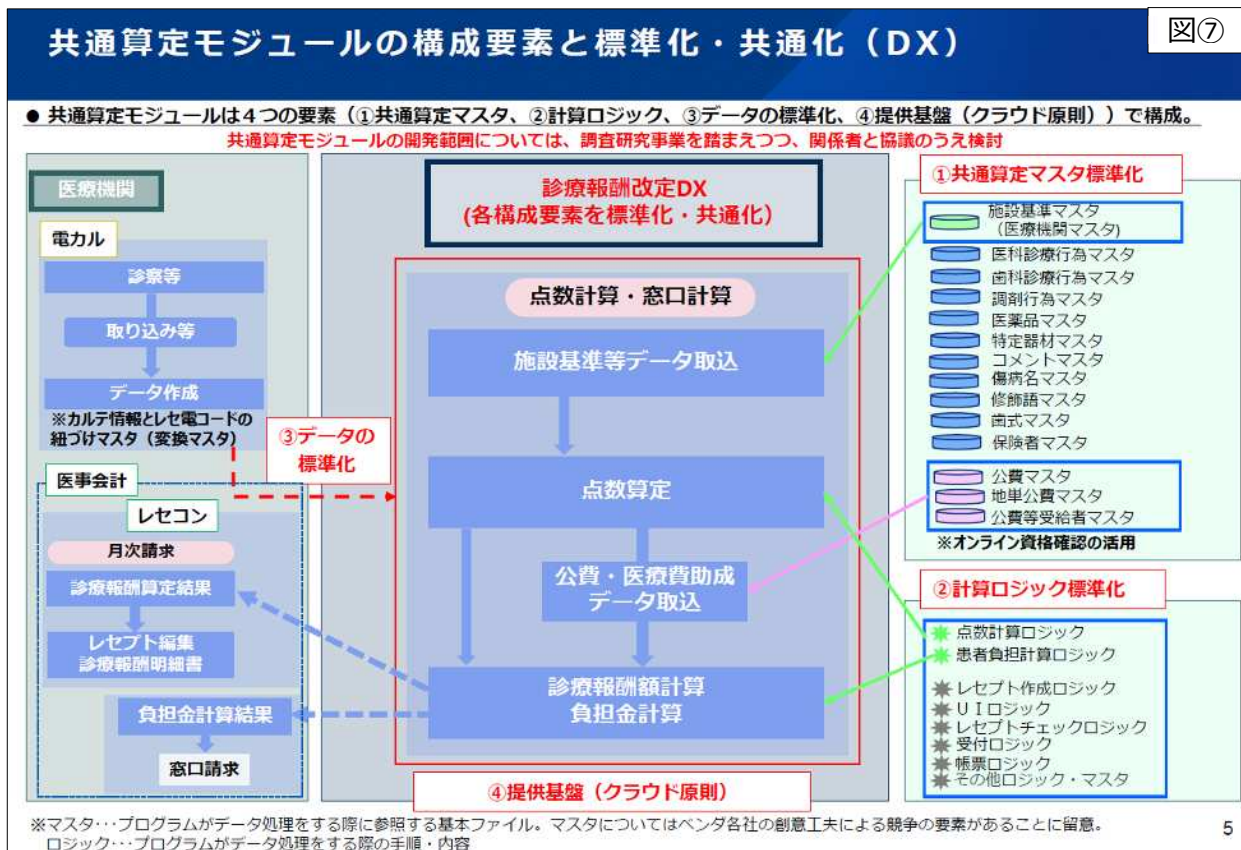 共通算定モジュールの構成要素と標準化・共通化（DX）
図⑦
● 共通算定モジュールは４つの要素（①共通算定マスタ、②計算ロジック、③データの標準化、④提供基盤（クラウド原則））で構成。
共通算定モジュールの開発範囲については、調査研究事業を踏まえつつ、関係者と協議のうえ検討
医療機関
電カル
診察等
取り込み等
データ作成
※カルテ情報とレセ電コードの
紐づけマスタ（変換マスタ）
③データの
標準化
医事会計
レセコン
月次請求
診療報酬算定結果
レセプト編集
診療報酬明細書
負担金計算結果
窓口請求
診療報酬改定DX
(各構成要素を標準化・共通化）
点数計算・窓口計算
施設基準等データ取込
点数算定
公費・医療費助成
データ取込
診療報酬額計算
負担金計算
④提供基盤（クラウド原則）
①共通算定マスタ標準化
施設基準マスタ
（医療機関マスタ)
医科診療行為マスタ
歯科診療行為マスタ
調剤行為マスタ
医薬品マスタ
特定器材マスタ
コメントマスタ
傷病名マスタ
修飾語マスタ
歯式マスタ
保険者マスタ
公費マスタ
地単公費マスタ
公費等受給者マスタ
※オンライン資格確認の活用
②計算ロジック標準化
点数計算ロジック
患者負担計算ロジック
レセプト作成ロジック
ＵＩロジック
レセプトチェックロジック
受付ロジック
帳票ロジック
その他ロジック・マスタ
※マスタ･･･プログラムがデータ処理をする際に参照する基本ファイル。マスタについてはベンダ各社の創意工夫による競争の要素があることに留意。
ロジック･･･プログラムがデータ処理をする際の手順・内容
5